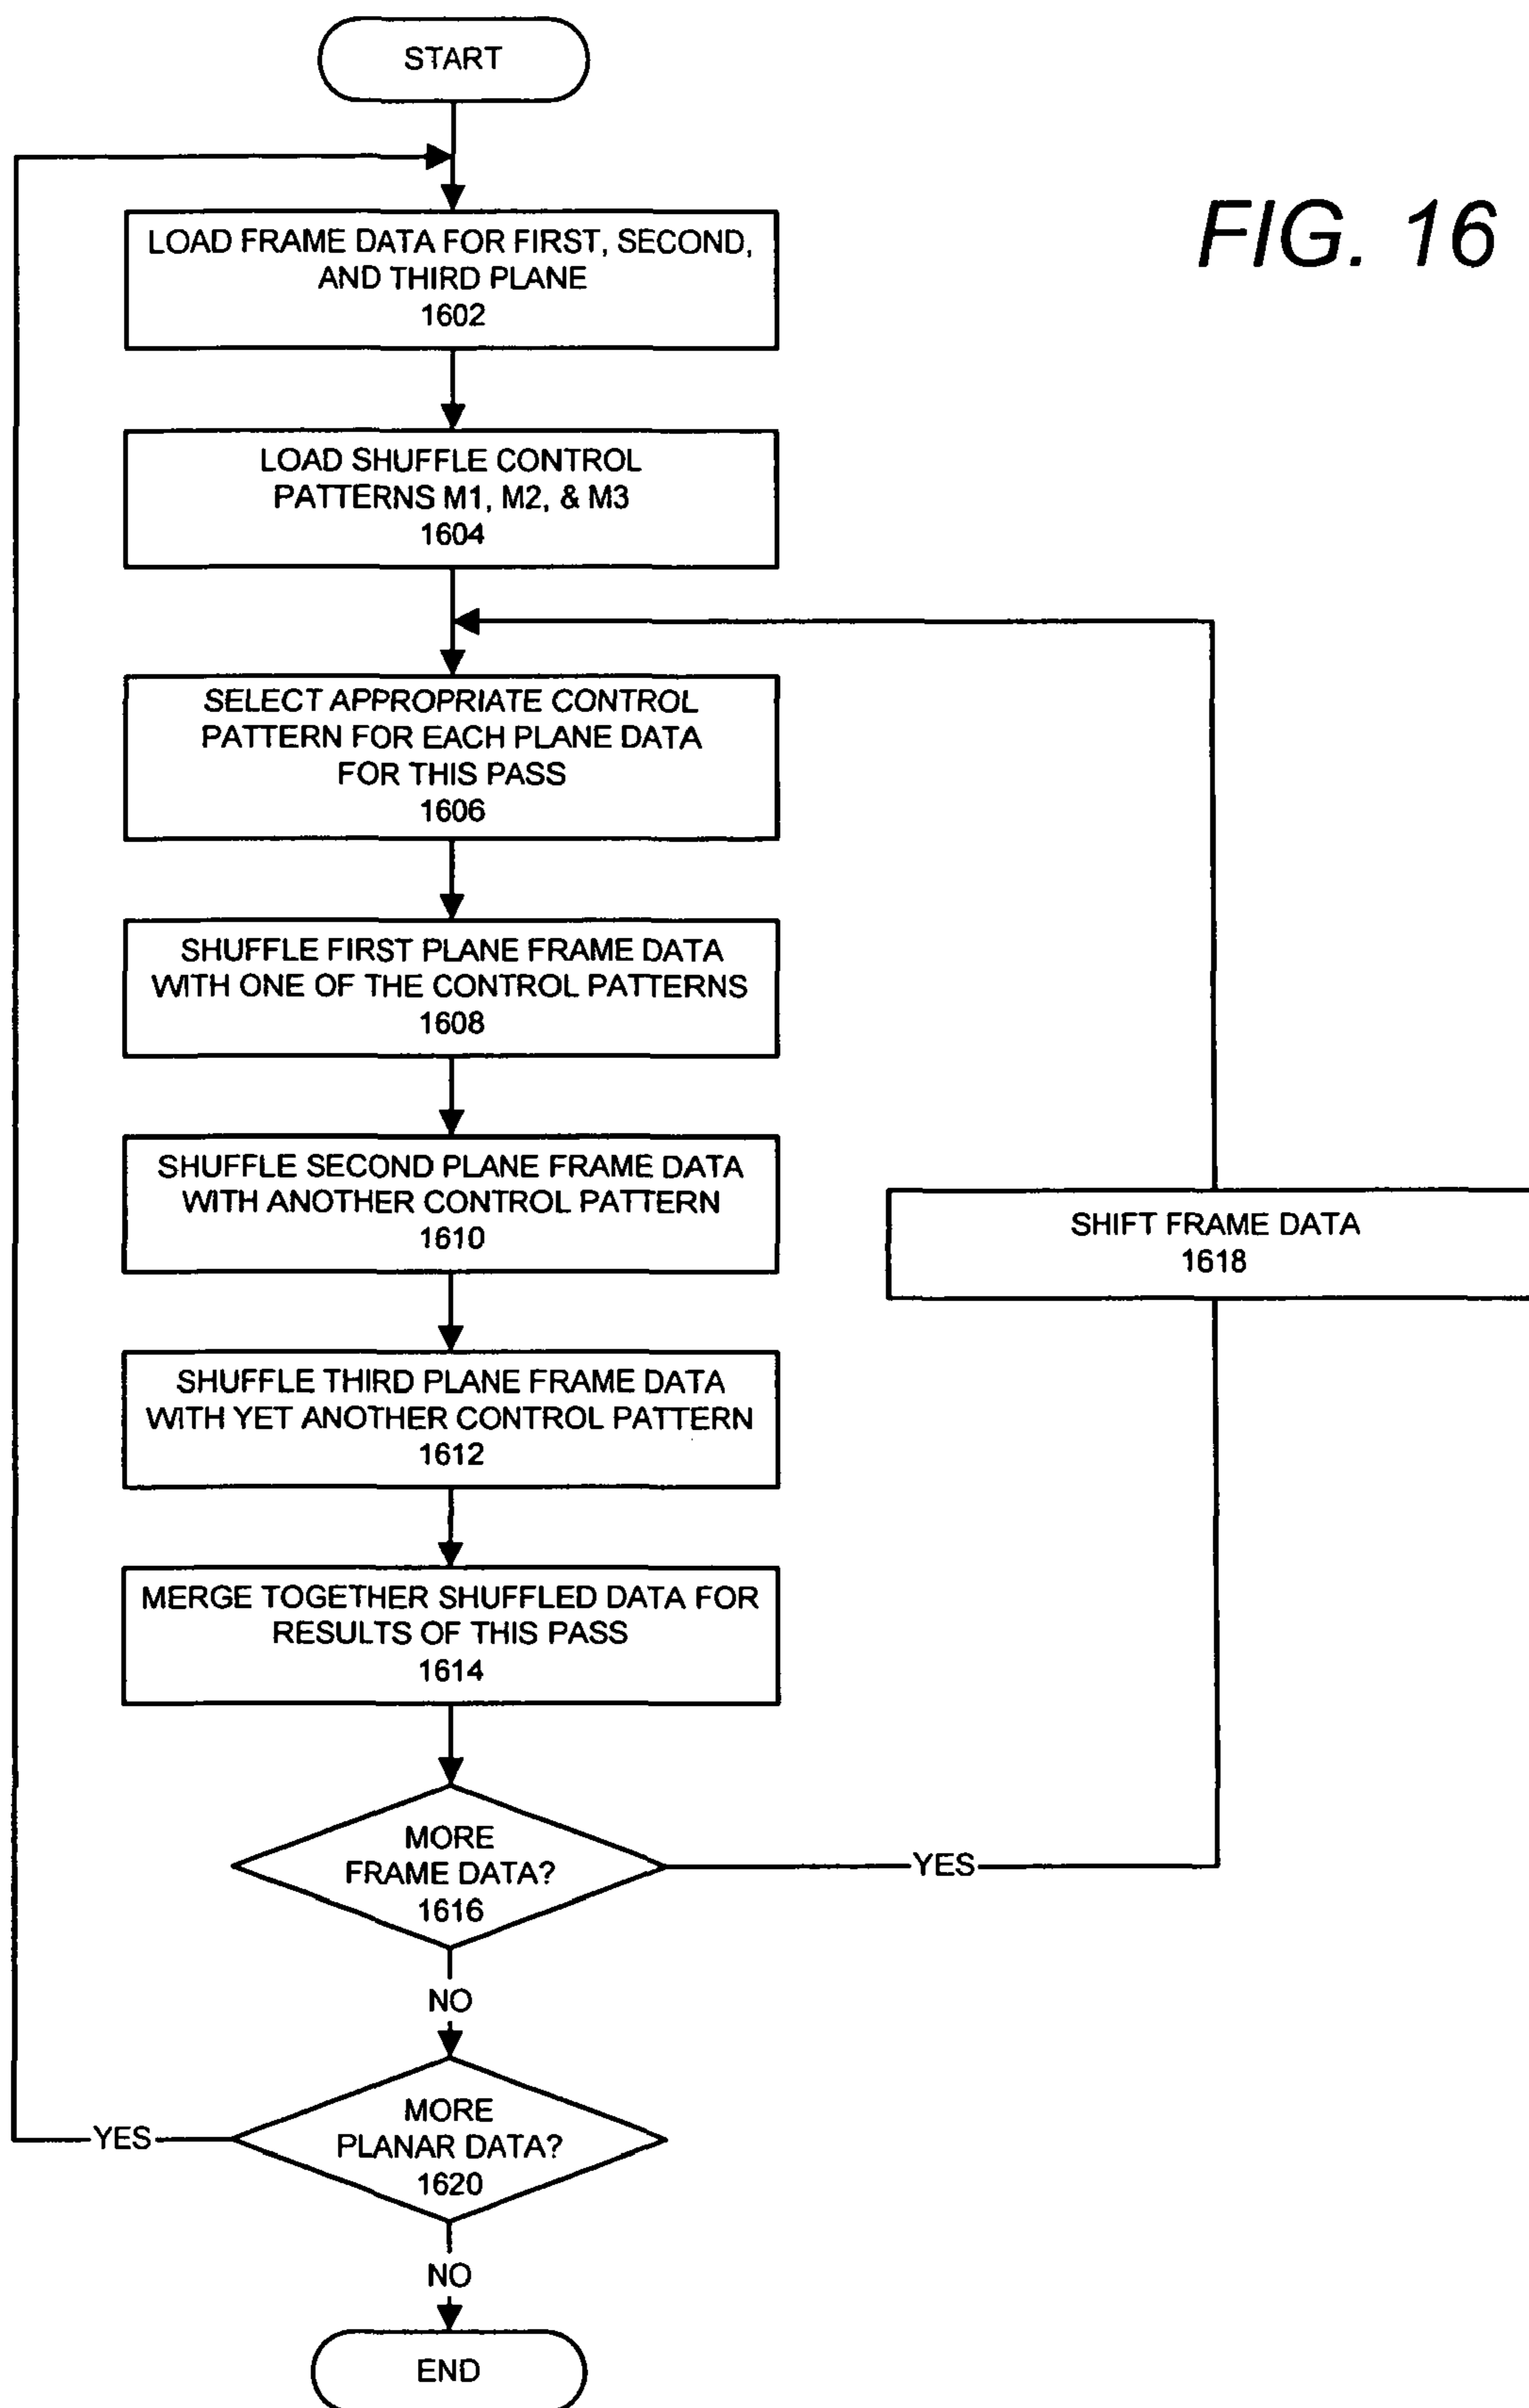 START
FIG. 16
LOAD FRAME DATA FOR FIRST, SECOND,
AND THIRD PLANE
1602
LOAD SHUFFLE CONTROL
PATTERNS M1, M2, & M3
1604
SELECT APPROPRIATE CONTROL
PATTERN FOR EACH PLANE DATA
FOR THIS PASS
1606
SHUFFLE FIRST PLANE FRAME DATA
WITH ONE OF THE CONTROL PATTERNS
1608
SHUFFLE SECOND PLANE FRAME DATA
WITH ANOTHER CONTROL PATTERN
1610
SHIFT FRAME DATA
1618
SHUFFLE THIRD PLANE FRAME DATA
WITH YET ANOTHER CONTROL PATTERN
1612
MERGE TOGETHER SHUFFLED DATA FOR
RESULTS OF THIS PASS
1614
MORE
FRAME DATA?
1616
YES
NO
MORE
PLANAR DATA?
1620
YES
NO
END